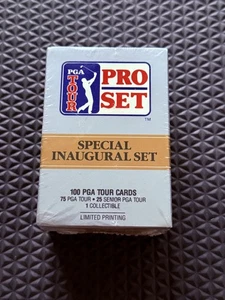 PGA TOUR
PRO
SET
TM
SPECIAL
INAUGURAL SET
100 PGA TOUR CARDS
75 PGA TOUR • 25 SENIOR PGA TOUR
1 COLLECTIBLE
LIMITED PRINTING